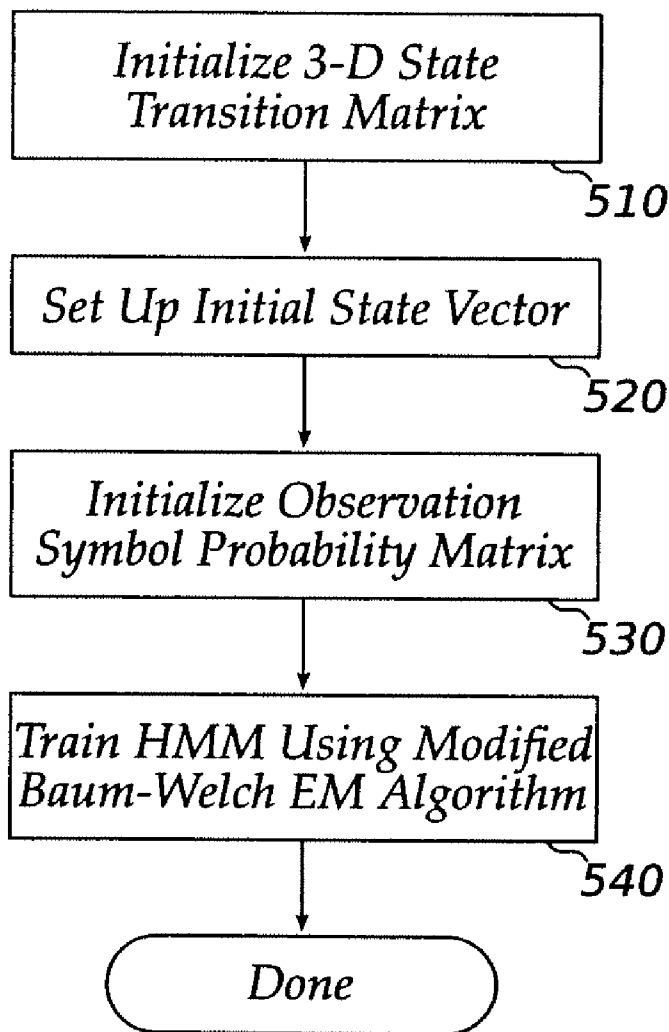 Initialize 3-D State
Transition Matrix
510
Set Up Initial State Vector
520
Initialize Observation
Symbol Probability Matrix
530
Train HMM Using Modified
Baum-Welch EM Algorithm
540
Done